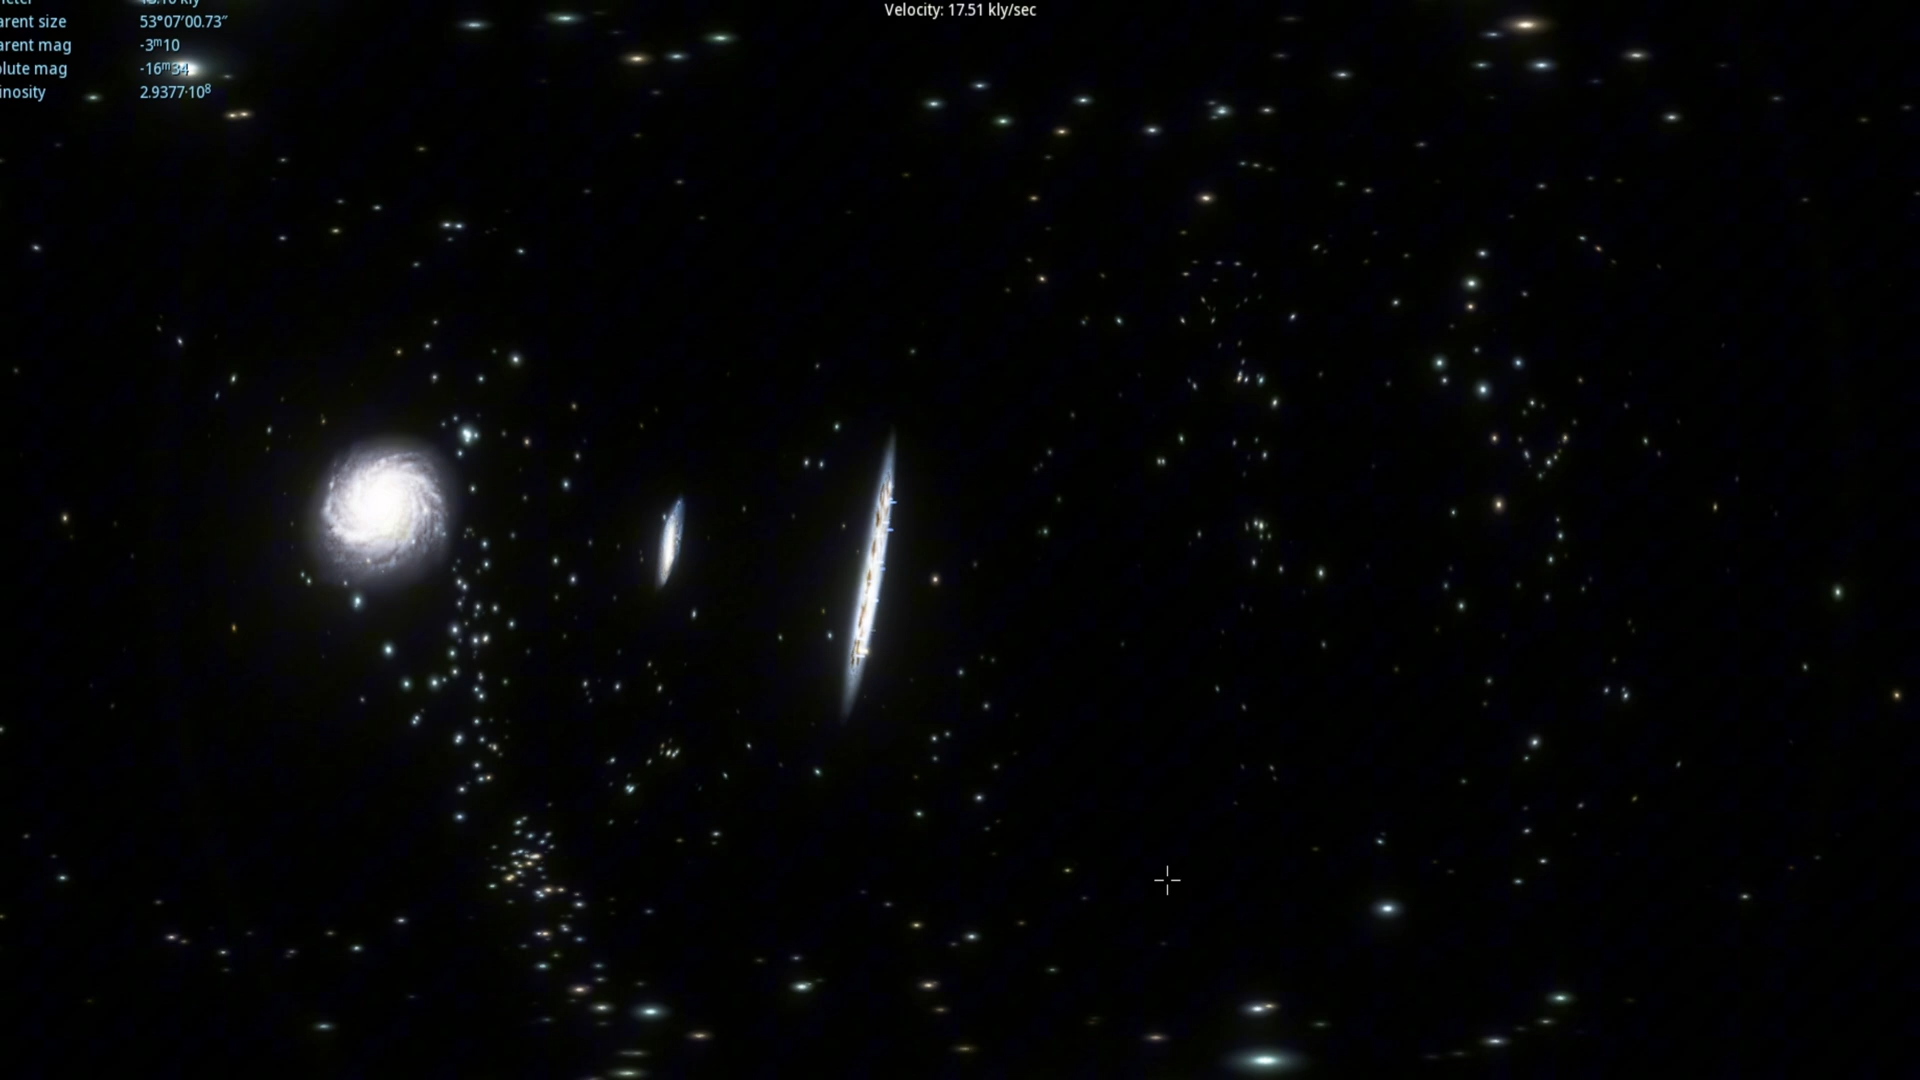 Velocity: 17.51 kly/sec
arent size 53°07′00.73″
arent mag -3ᵐ10
olute mag -16ᵐ34
inosity 2.9377·10⁸